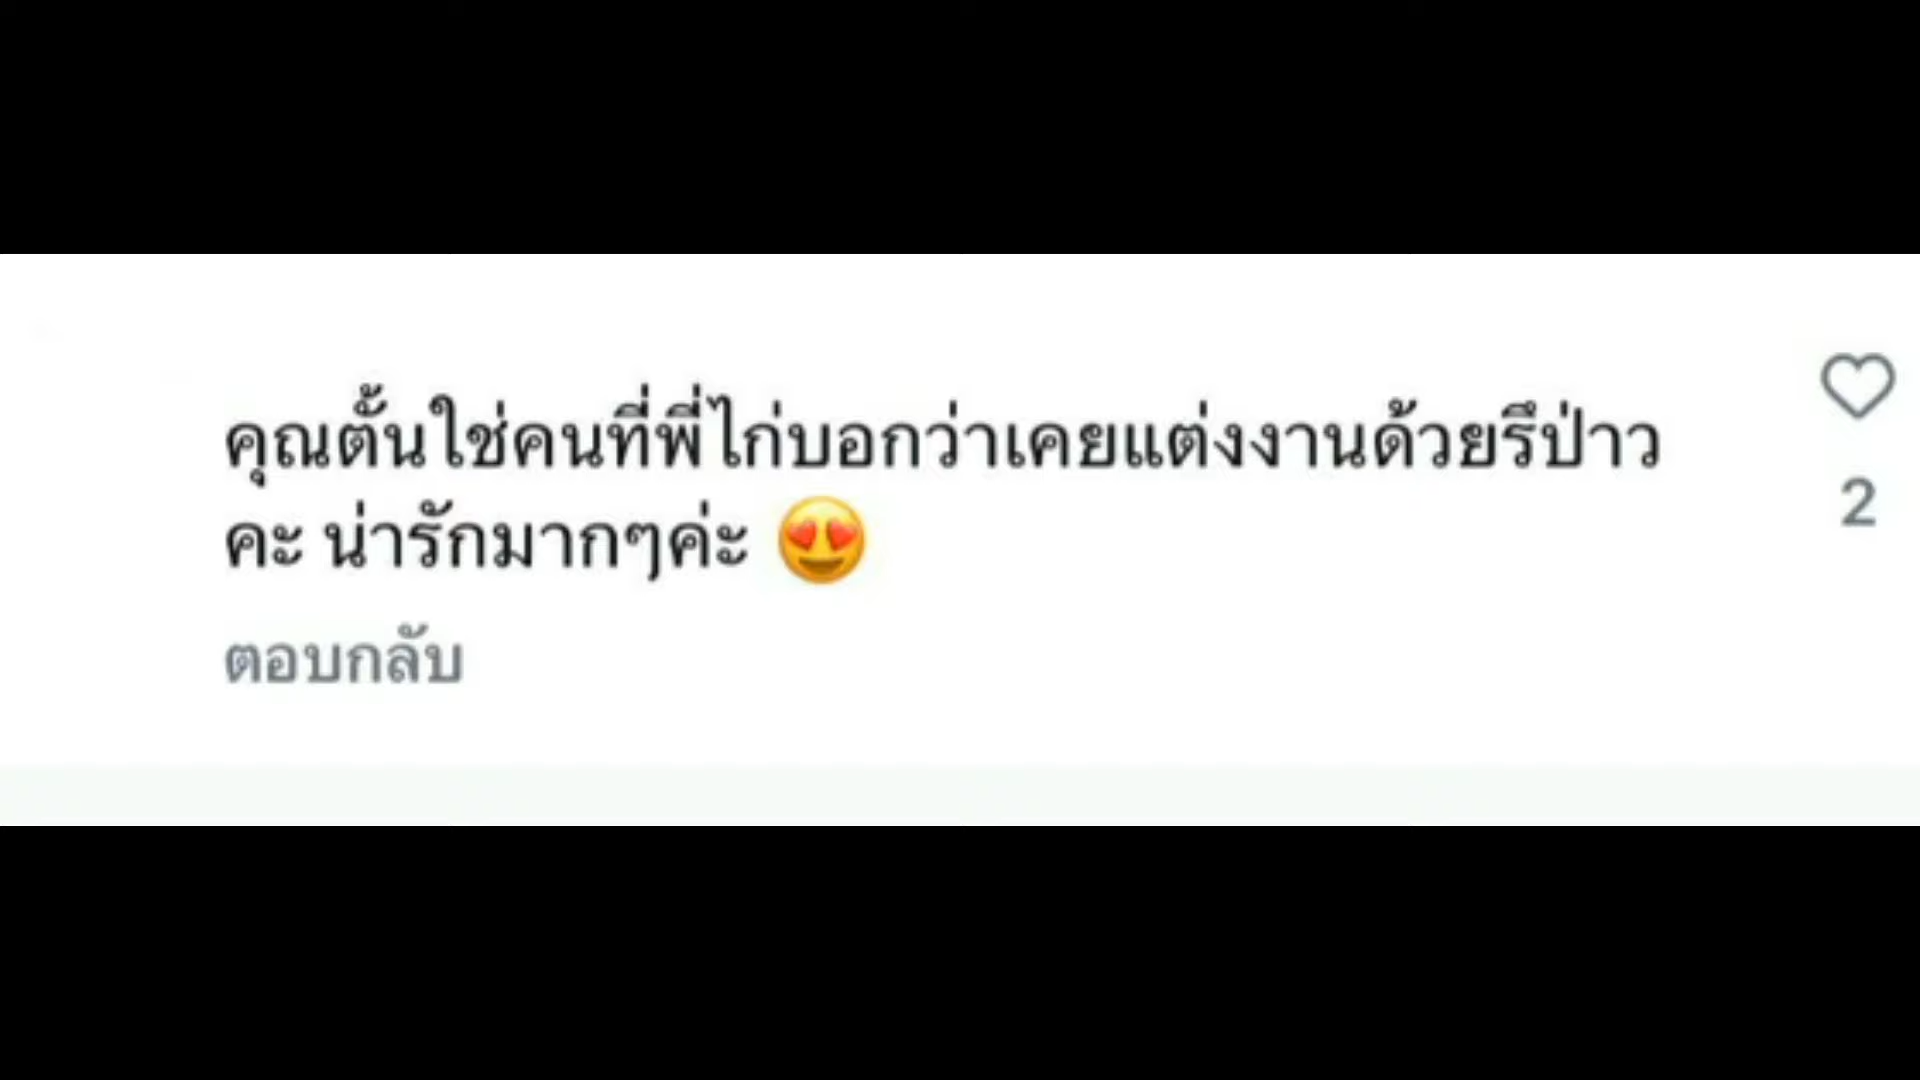 คุณตั้นใช่คนที่พี่ไก่บอกว่าเคยแต่งงานด้วยรึป่าว
คะ น่ารักมากๆค่ะ 😍
ตอบกลับ
2